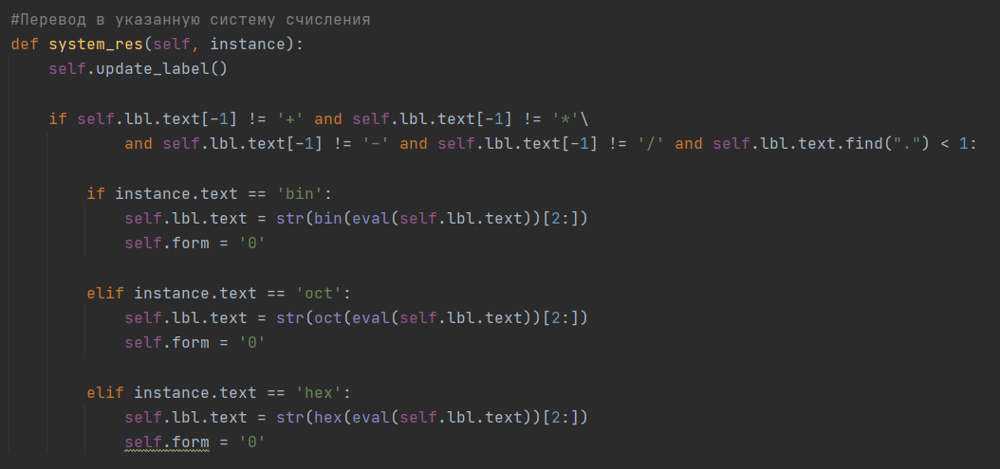 #Перевод в указанную систему счисления
def system_res(self, instance):
self.update_label()
if self.lbl.text[-1] != '+' and self.lbl.text[-1] != '*'\
and self.lbl.text[-1] != '-' and self.lbl.text[-1] != '/' and self.lbl.text.find(".") < 1:
if instance.text == 'bin':
self.lbl.text = str(bin(eval(self.lbl.text))[2:])
self.form = '0'
elif instance.text == 'oct':
self.lbl.text = str(oct(eval(self.lbl.text))[2:])
self.form = '0'
elif instance.text == 'hex':
self.lbl.text = str(hex(eval(self.lbl.text))[2:])
self.form = '0'